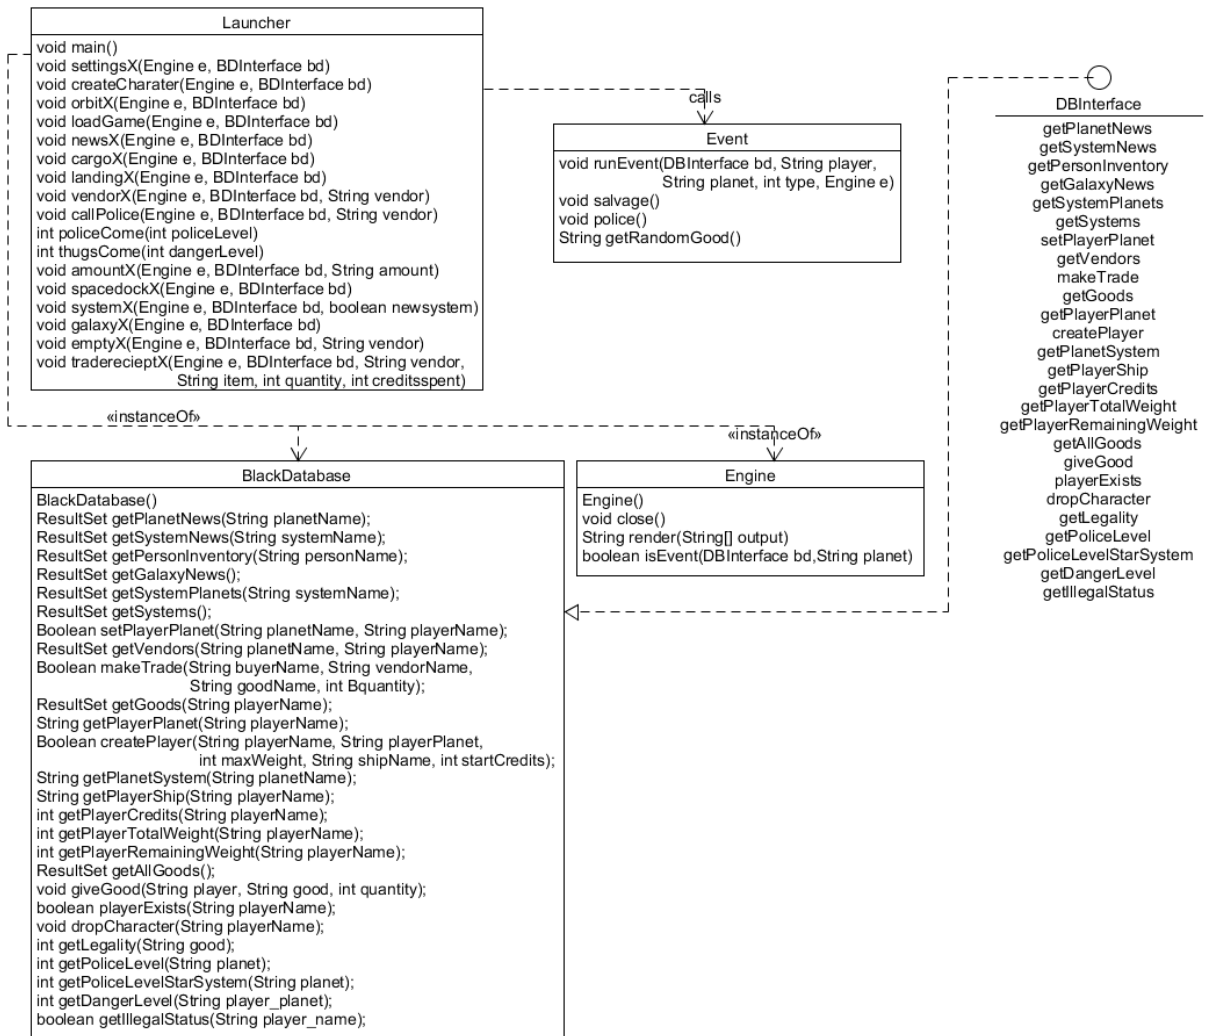 Launcher
void main()
void settingsX(Engine e, BDInterface bd)
void createCharater(Engine e, BDInterface bd)
void orbitX(Engine e, BDInterface bd)
void loadGame(Engine e, BDInterface bd)
void newsX(Engine e, BDInterface bd)
void cargoX(Engine e, BDInterface bd)
void landingX(Engine e, BDInterface bd)
void vendorX(Engine e, BDInterface bd, String vendor)
void callPolice(Engine e, BDInterface bd, String vendor)
int policeCome(int policeLevel)
int thugsCome(int dangerLevel)
void amountX(Engine e, BDInterface bd, String amount)
void spacedockX(Engine e, BDInterface bd)
void systemX(Engine e, BDInterface bd, boolean newsystem)
void galaxyX(Engine e, BDInterface bd)
void emptyX(Engine e, BDInterface bd, String vendor)
void traderecieptX(Engine e, BDInterface bd, String vendor,
String item, int quantity, int creditsspent)
calls
Event
void runEvent(DBInterface bd, String player,
String planet, int type, Engine e)
void salvage()
void police()
String getRandomGood()
DBInterface
getPlanetNews
getSystemNews
getPersonInventory
getGalaxyNews
getSystemPlanets
getSystems
setPlayerPlanet
getVendors
makeTrade
getGoods
getPlayerPlanet
createPlayer
getPlanetSystem
getPlayerShip
getPlayerCredits
getPlayerTotalWeight
getPlayerRemainingWeight
getAllGoods
giveGood
playerExists
dropCharacter
getLegality
getPoliceLevel
getPoliceLevelStarSystem
getDangerLevel
getIllegalStatus
«instanceOf»
«instanceOf»
BlackDatabase
BlackDatabase()
ResultSet getPlanetNews(String planetName);
ResultSet getSystemNews(String systemName);
ResultSet getPersonInventory(String personName);
ResultSet getGalaxyNews();
ResultSet getSystemPlanets(String systemName);
ResultSet getSystems();
Boolean setPlayerPlanet(String planetName, String playerName);
ResultSet getVendors(String planetName, String playerName);
Boolean makeTrade(String buyerName, String vendorName,
String goodName, int Bquantity);
ResultSet getGoods(String playerName);
String getPlayerPlanet(String playerName);
Boolean createPlayer(String playerName, String playerPlanet,
int maxWeight, String shipName, int startCredits);
String getPlanetSystem(String planetName);
String getPlayerShip(String playerName);
int getPlayerCredits(String playerName);
int getPlayerTotalWeight(String playerName);
int getPlayerRemainingWeight(String playerName);
ResultSet getAllGoods();
void giveGood(String player, String good, int quantity);
boolean playerExists(String playerName);
void dropCharacter(String playerName);
int getLegality(String good);
int getPoliceLevel(String planet);
int getPoliceLevelStarSystem(String planet);
int getDangerLevel(String player_planet);
boolean getIllegalStatus(String player_name);
Engine
Engine()
void close()
String render(String[] output)
boolean isEvent(DBInterface bd,String planet)